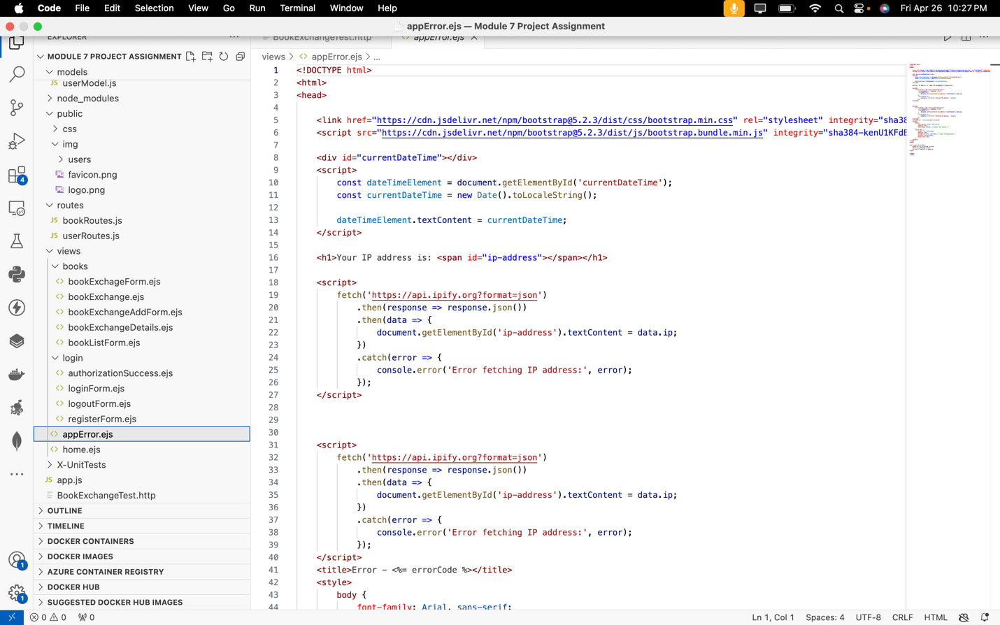 Code File Edit Selection View Go Run Terminal Window Help Fri Apr 26 10:27 PM
appError.ejs — Module 7 Project Assignment
EXPLORER
BookExchangeTest.http appError.ejs
MODULE 7 PROJECT ASSIGNMENT
views > appError.ejs > ...
models
JS userModel.js
node_modules
public
css
img
users
favicon.png
logo.png
routes
JS bookRoutes.js
JS userRoutes.js
views
books
bookExchageForm.ejs
bookExchange.ejs
bookExchangeAddForm.ejs
bookExchangeDetails.ejs
bookListForm.ejs
login
authorizationSuccess.ejs
loginForm.ejs
logoutForm.ejs
registerForm.ejs
appError.ejs
home.ejs
X-UnitTests
JS app.js
BookExchangeTest.http
OUTLINE
TIMELINE
DOCKER CONTAINERS
DOCKER IMAGES
AZURE CONTAINER REGISTRY
DOCKER HUB
SUGGESTED DOCKER HUB IMAGES
4
1
1
1 <!DOCTYPE html>
2 <html>
3 <head>
4
5 <link href="https://cdn.jsdelivr.net/npm/bootstrap@5.2.3/dist/css/bootstrap.min.css" rel="stylesheet" integrity="sha38
6 <script src="https://cdn.jsdelivr.net/npm/bootstrap@5.2.3/dist/js/bootstrap.bundle.min.js" integrity="sha384-kenU1KFdE
7
8 <div id="currentDateTime"></div>
9 <script>
10 const dateTimeElement = document.getElementById('currentDateTime');
11 const currentDateTime = new Date().toLocaleString();
12
13 dateTimeElement.textContent = currentDateTime;
14 </script>
15
16 <h1>Your IP address is: <span id="ip-address"></span></h1>
17
18 <script>
19 fetch('https://api.ipify.org?format=json')
20 .then(response => response.json())
21 .then(data => {
22 document.getElementById('ip-address').textContent = data.ip;
23 })
24 .catch(error => {
25 console.error('Error fetching IP address:', error);
26 });
27 </script>
28
29
30
31 <script>
32 fetch('https://api.ipify.org?format=json')
33 .then(response => response.json())
34 .then(data => {
35 document.getElementById('ip-address').textContent = data.ip;
36 })
37 .catch(error => {
38 console.error('Error fetching IP address:', error);
39 });
40 </script>
41 <title>Error - <%= errorCode %></title>
42 <style>
43 body {
44 font-family: Arial, sans-serif;
0 0 0 Ln 1, Col 1 Spaces: 4 UTF-8 CRLF HTML